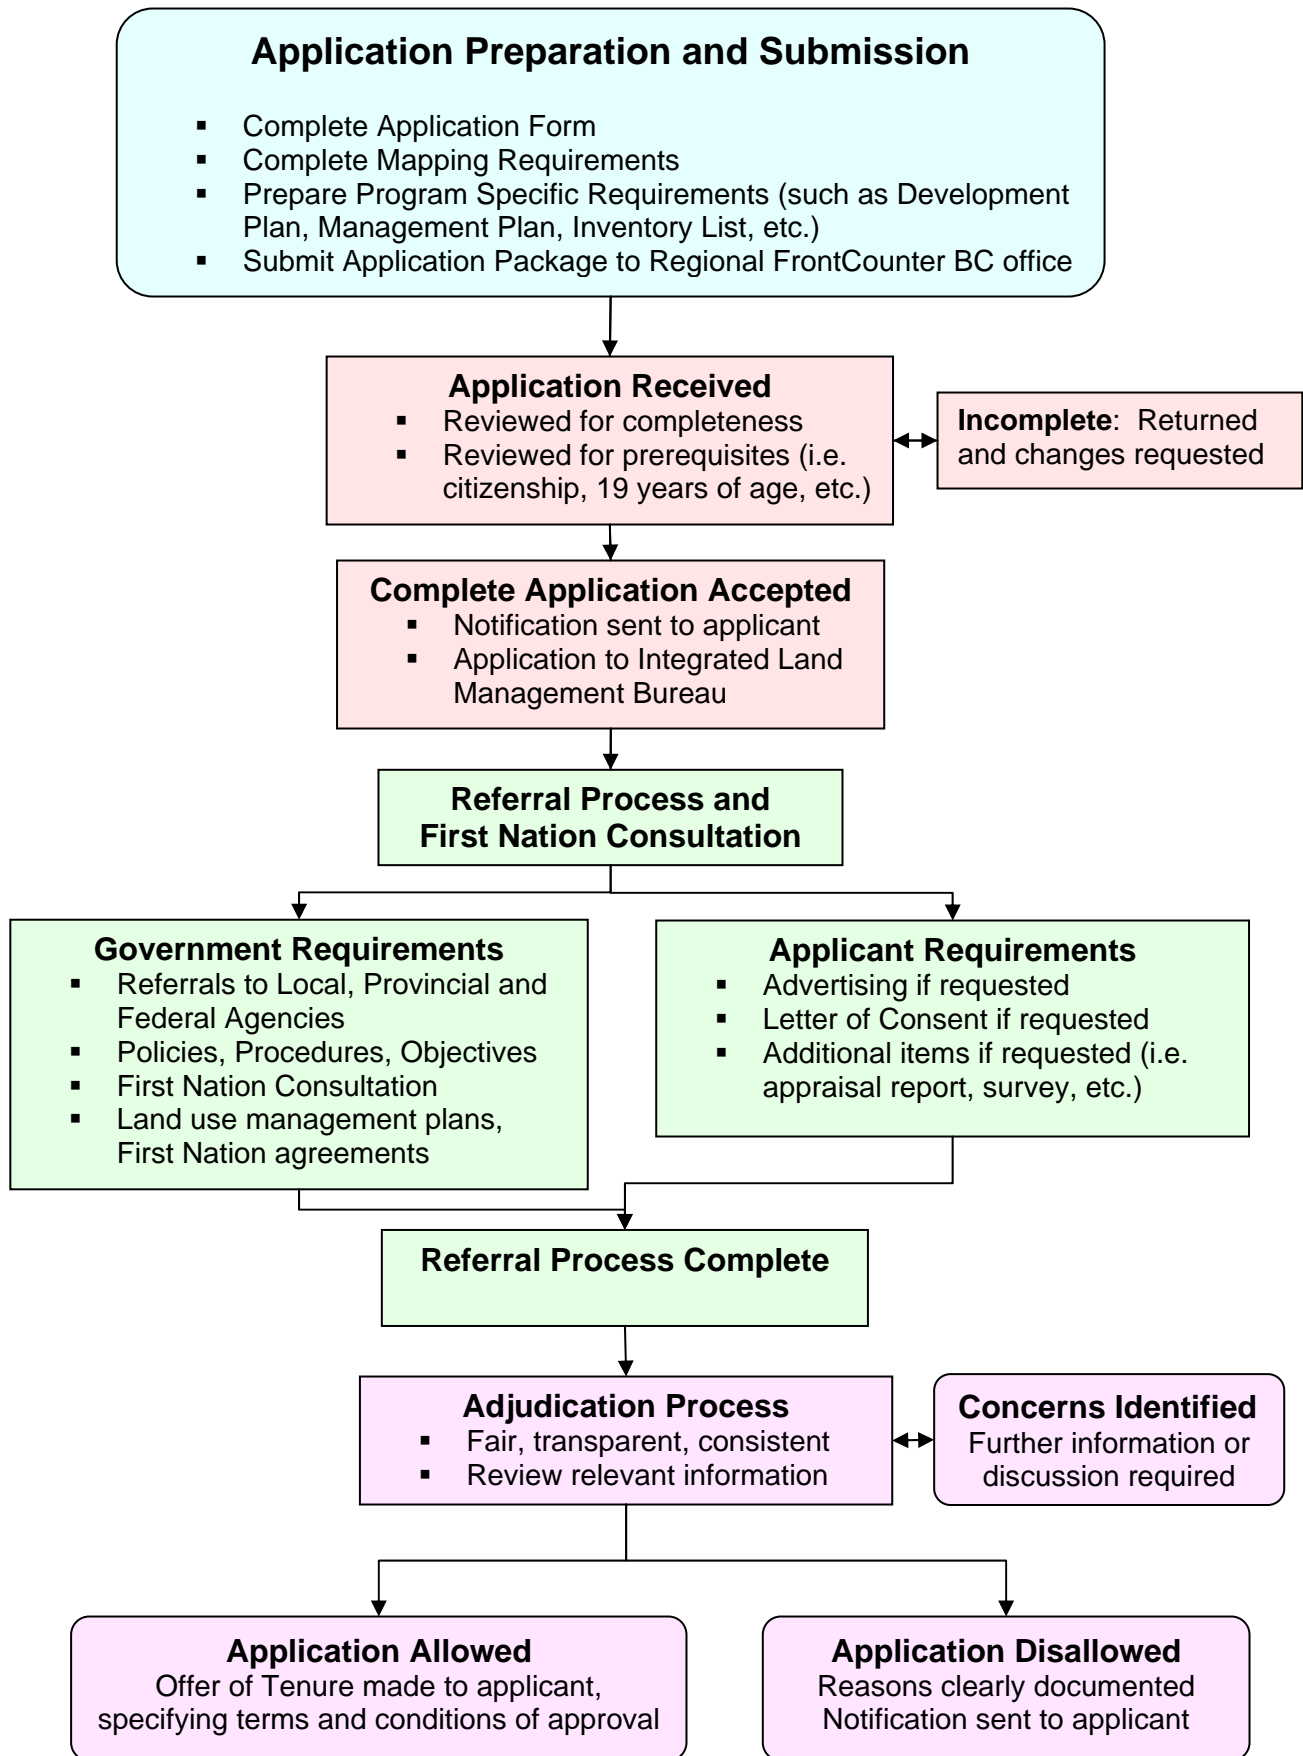 Application Preparation and Submission
▪ Complete Application Form
▪ Complete Mapping Requirements
▪ Prepare Program Specific Requirements (such as Development
Plan, Management Plan, Inventory List, etc.)
▪ Submit Application Package to Regional FrontCounter BC office
Application Received
▪ Reviewed for completeness
▪ Reviewed for prerequisites (i.e.
citizenship, 19 years of age, etc.)
Incomplete: Returned
and changes requested
Complete Application Accepted
▪ Notification sent to applicant
▪ Application to Integrated Land
Management Bureau
Referral Process and
First Nation Consultation
Government Requirements
▪ Referrals to Local, Provincial and
Federal Agencies
▪ Policies, Procedures, Objectives
▪ First Nation Consultation
▪ Land use management plans,
First Nation agreements
Applicant Requirements
▪ Advertising if requested
▪ Letter of Consent if requested
▪ Additional items if requested (i.e.
appraisal report, survey, etc.)
Referral Process Complete
Adjudication Process
▪ Fair, transparent, consistent
▪ Review relevant information
Concerns Identified
Further information or
discussion required
Application Allowed
Offer of Tenure made to applicant,
specifying terms and conditions of approval
Application Disallowed
Reasons clearly documented
Notification sent to applicant